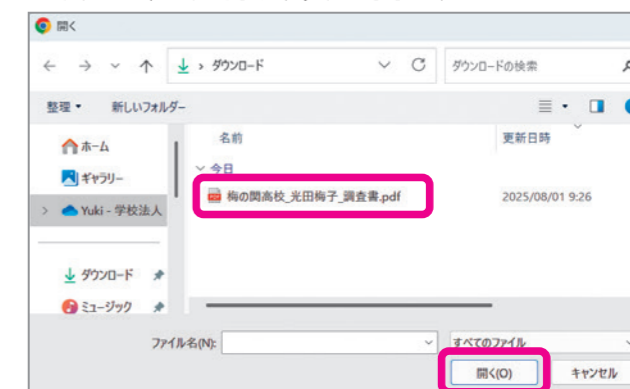 開く
ダウンロード
ダウンロードの検索
整理
新しいフォルダー
ホーム
ギャラリー
Yuki - 学校法人
ダウンロード
ミュージック
名前
更新日時
今日
梅の関高校_光田梅子_調査書.pdf
2025/08/01 9:26
ファイル名(N):
すべてのファイル
開く(O)
キャンセル